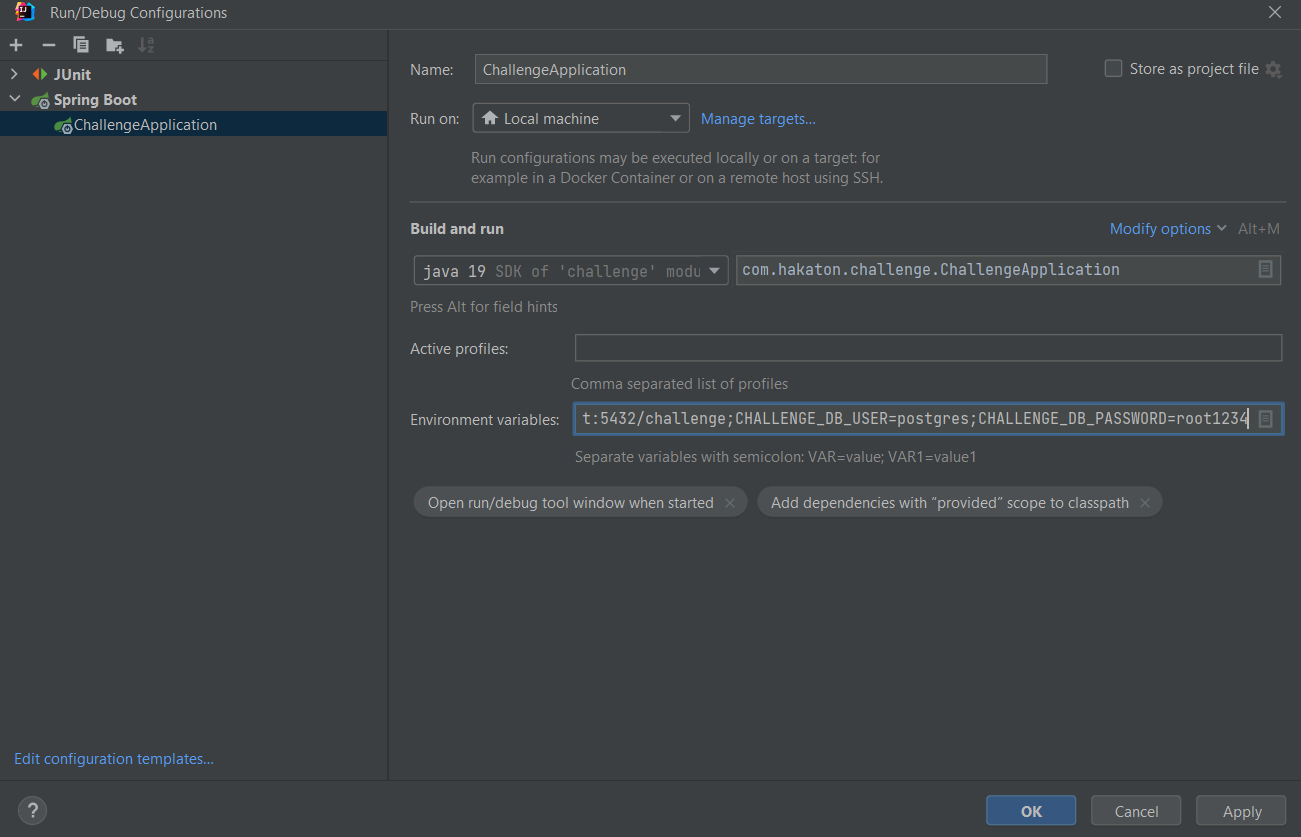 Run/Debug Configurations
JUnit
Spring Boot
ChallengeApplication
Edit configuration templates...
?
Name: ChallengeApplication
Store as project file
Run on: Local machine
Manage targets...
Run configurations may be executed locally or on a target: for
example in a Docker Container or on a remote host using SSH.
Build and run
Modify options Alt+M
java 19 SDK of 'challenge' modu
com.hakaton.challenge.ChallengeApplication
Press Alt for field hints
Active profiles:
Comma separated list of profiles
Environment variables: t:5432/challenge;CHALLENGE_DB_USER=postgres;CHALLENGE_DB_PASSWORD=root1234
Separate variables with semicolon: VAR=value; VAR1=value1
Open run/debug tool window when started
Add dependencies with “provided” scope to classpath
OK
Cancel
Apply